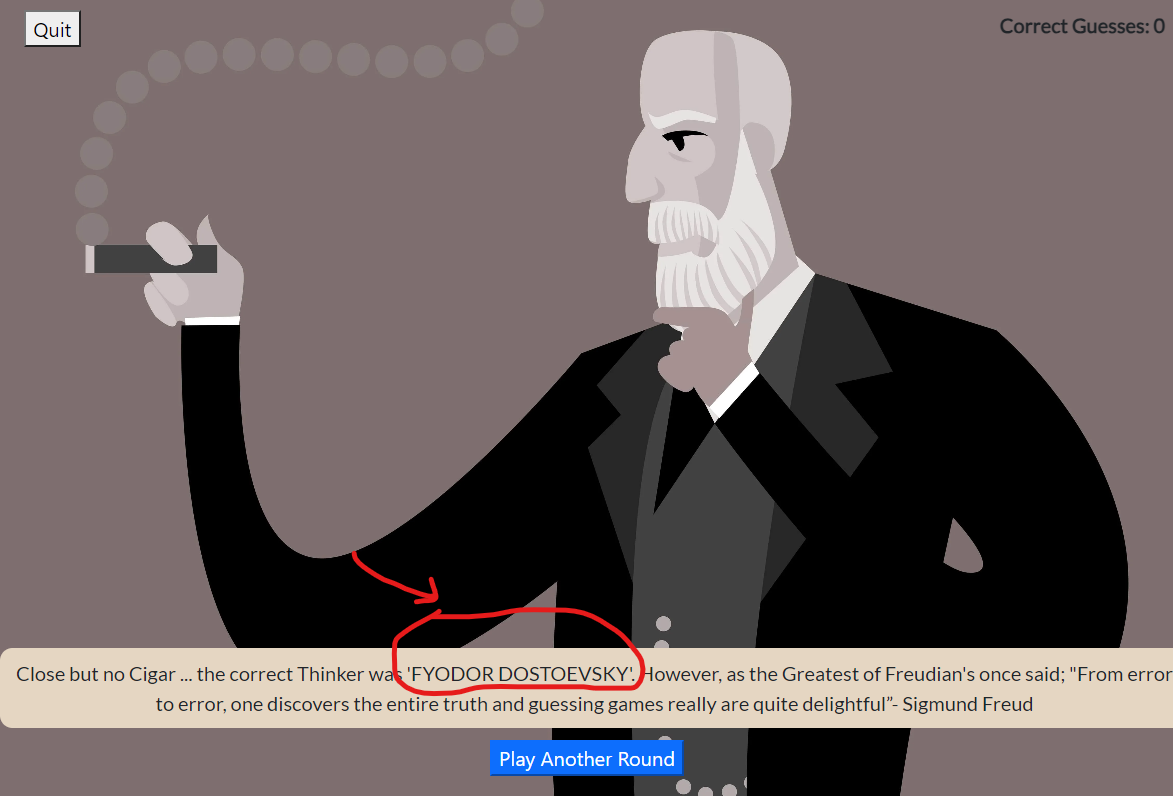 Quit
Correct Guesses: 0
Close but no Cigar ... the correct Thinker was 'FYODOR DOSTOEVSKY'. However, as the Greatest of Freudian's once said; "From error
to error, one discovers the entire truth and guessing games really are quite delightful”- Sigmund Freud
Play Another Round